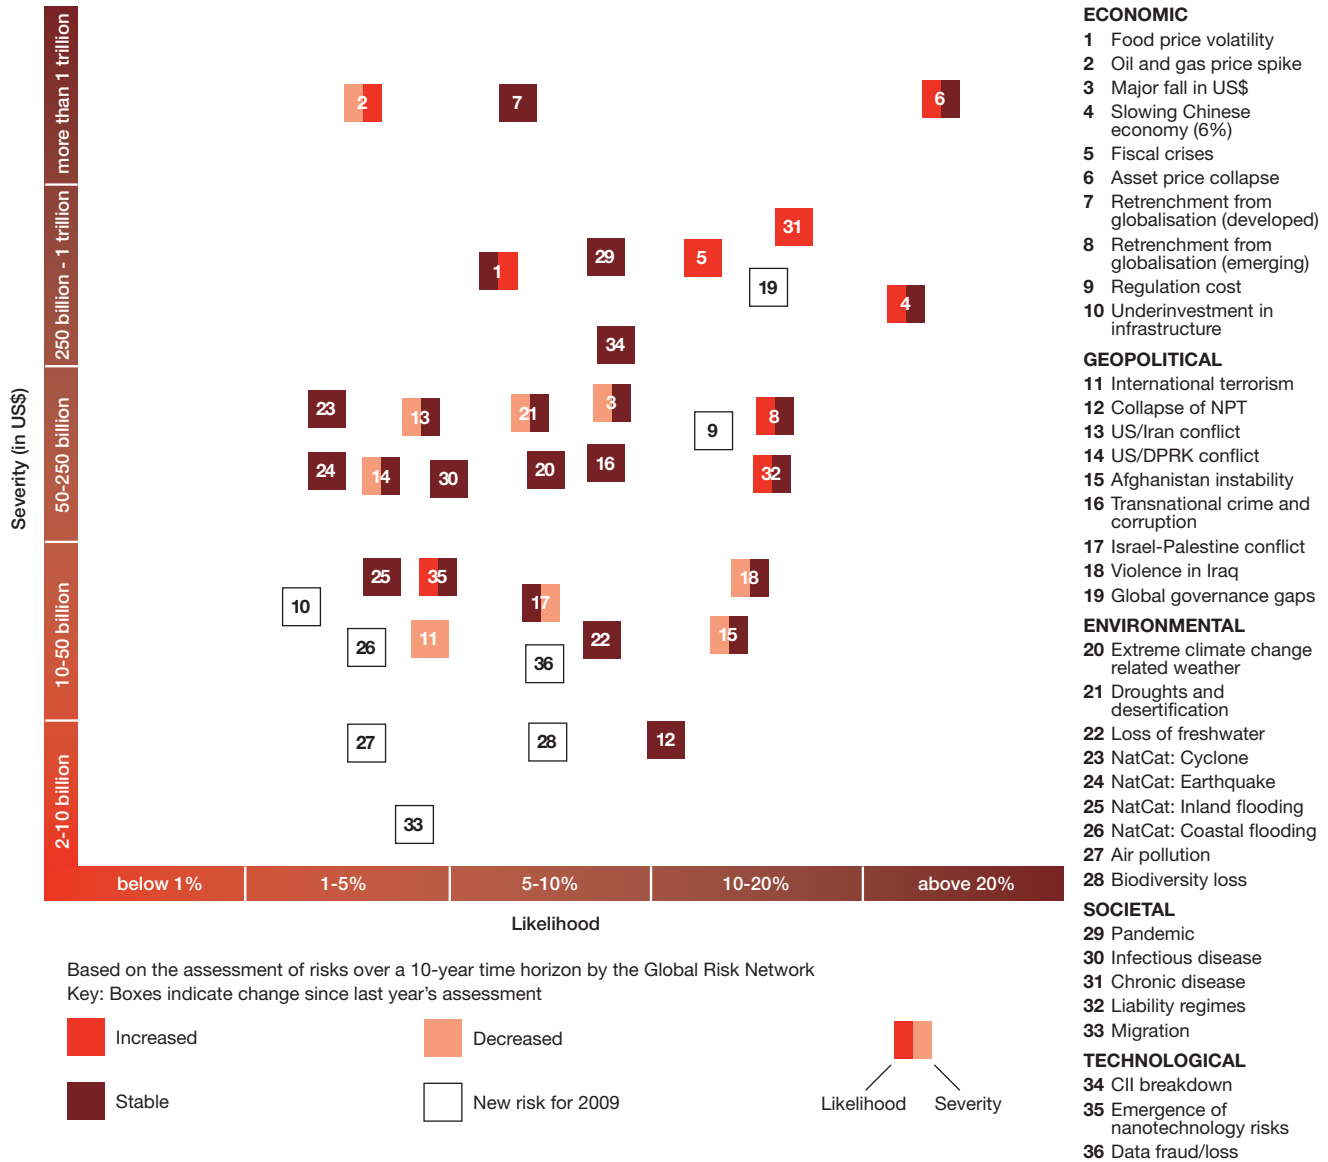 more than 1 trillion
250 billion - 1 trillion
50-250 billion
10-50 billion
2-10 billion
Severity (in US$)
2
7
6
31
29
5
1
19
4
34
23
13
21
3
9
8
24
14
30
20
16
32
25
35
18
10
17
26
11
22
15
36
27
28
12
33
below 1%
1-5%
5-10%
10-20%
above 20%
Likelihood
Based on the assessment of risks over a 10-year time horizon by the Global Risk Network
Key: Boxes indicate change since last year's assessment
Increased
Decreased
Stable
New risk for 2009
Likelihood
Severity
ECONOMIC
1 Food price volatility
2 Oil and gas price spike
3 Major fall in US$
4 Slowing Chinese
economy (6%)
5 Fiscal crises
6 Asset price collapse
7 Retrenchment from
globalisation (developed)
8 Retrenchment from
globalisation (emerging)
9 Regulation cost
10 Underinvestment in
infrastructure
GEOPOLITICAL
11 International terrorism
12 Collapse of NPT
13 US/Iran conflict
14 US/DPRK conflict
15 Afghanistan instability
16 Transnational crime and
corruption
17 Israel-Palestine conflict
18 Violence in Iraq
19 Global governance gaps
ENVIRONMENTAL
20 Extreme climate change
related weather
21 Droughts and
desertification
22 Loss of freshwater
23 NatCat: Cyclone
24 NatCat: Earthquake
25 NatCat: Inland flooding
26 NatCat: Coastal flooding
27 Air pollution
28 Biodiversity loss
SOCIETAL
29 Pandemic
30 Infectious disease
31 Chronic disease
32 Liability regimes
33 Migration
TECHNOLOGICAL
34 CII breakdown
35 Emergence of
nanotechnology risks
36 Data fraud/loss